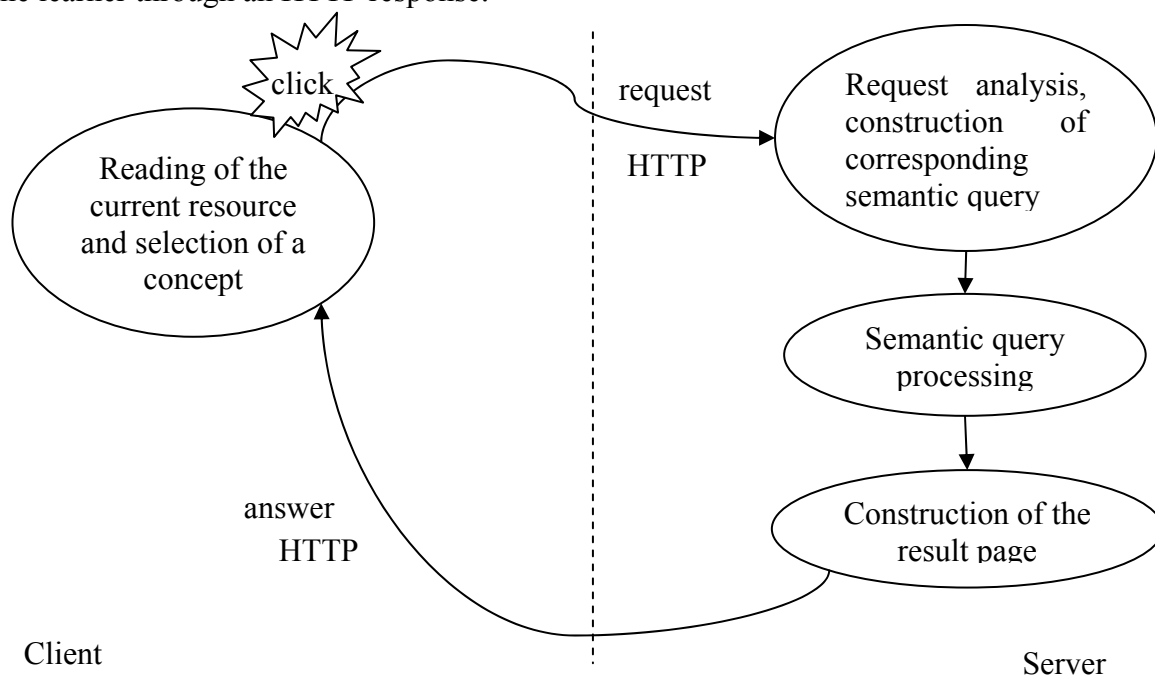 the learner through an HTTP response.
click
Reading of the
current resource
and selection of a
concept
request
HTTP
Request analysis,
construction of
corresponding
semantic query
Semantic query
processing
Construction of the
result page
answer
HTTP
Client
Server